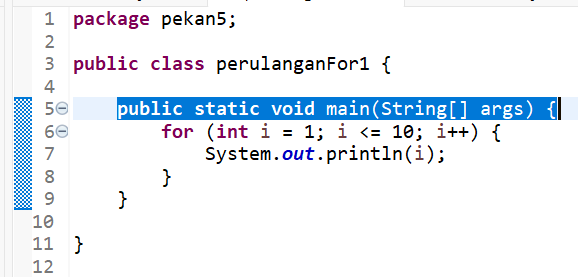 1 package pekan5;
2
3 public class perulanganFor1 {
4
5 public static void main(String[] args) {
6 for (int i = 1; i <= 10; i++) {
7 System.out.println(i);
8 }
9 }
10
11 }
12